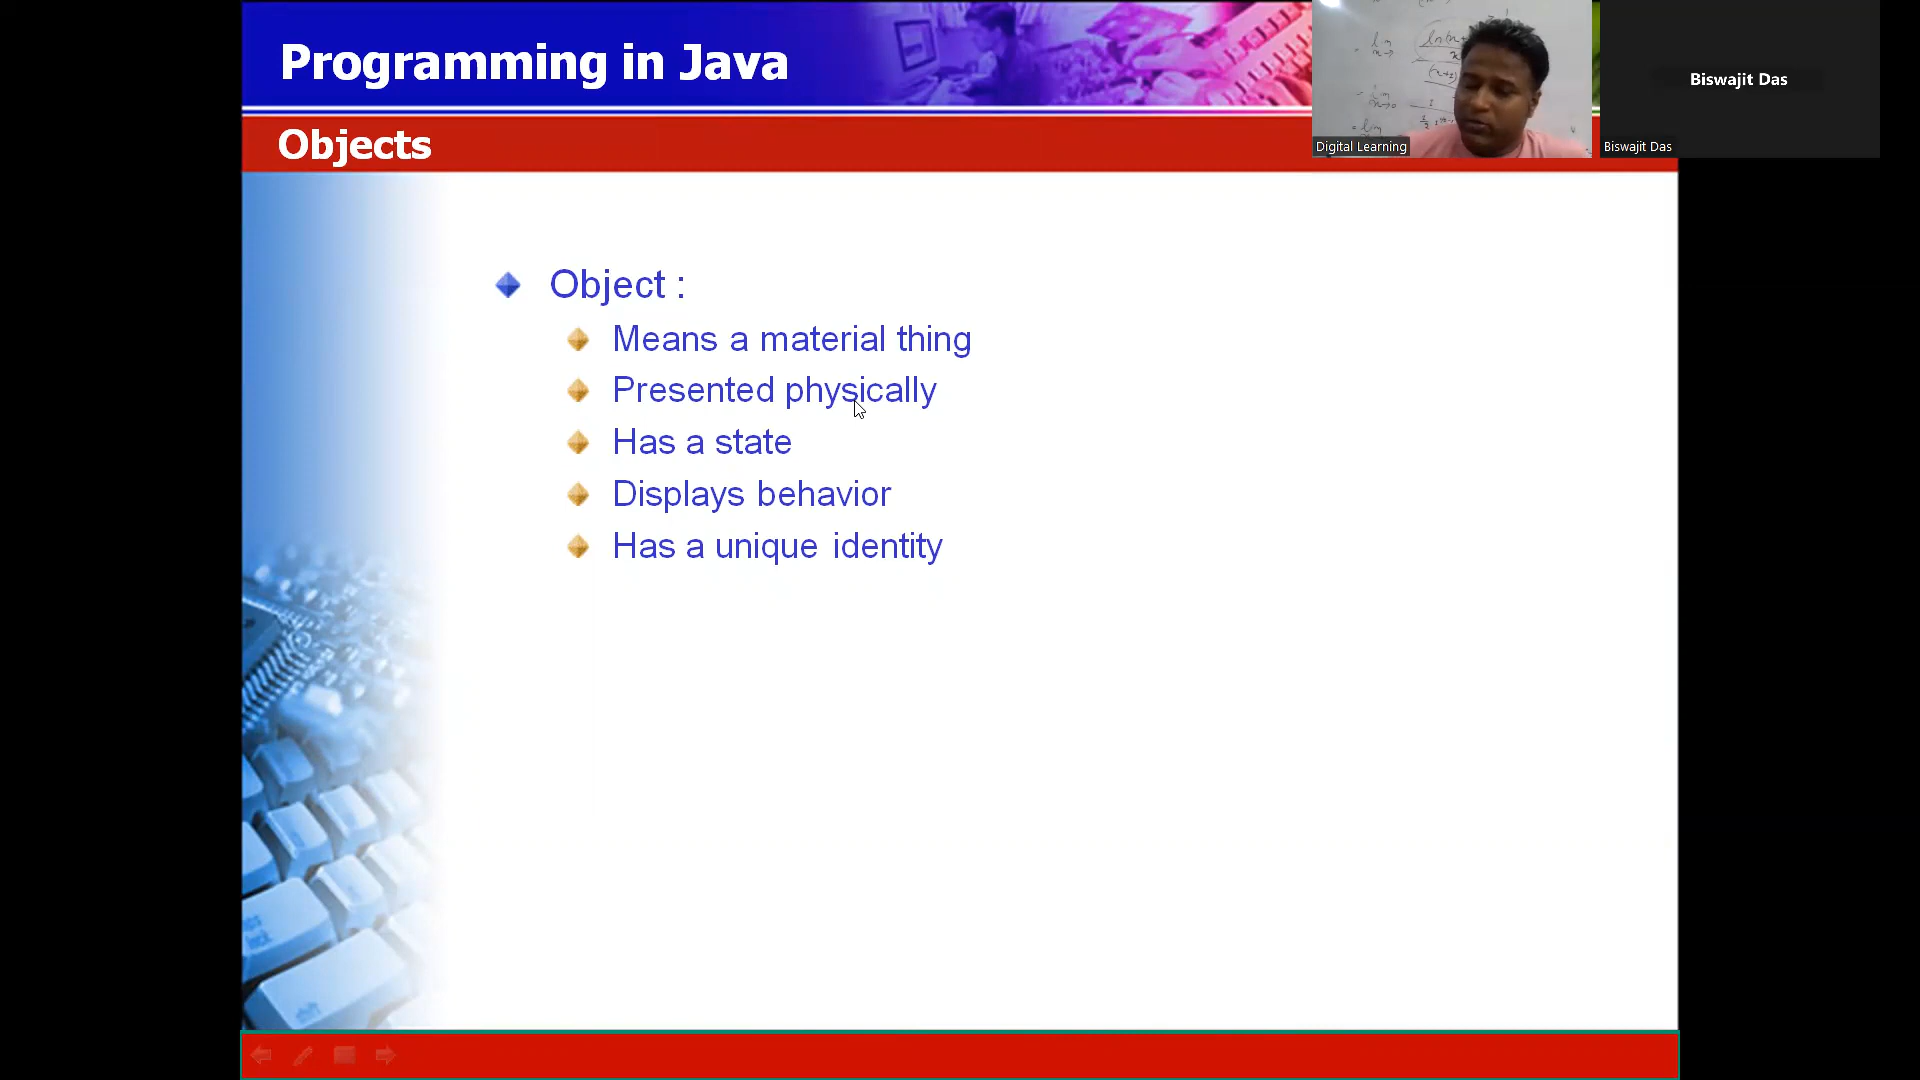 Programming in Java
Objects
Object :
Means a material thing
Presented physically
Has a state
Displays behavior
Has a unique identity
Digital Learning
Biswajit Das
Biswajit Das
shift